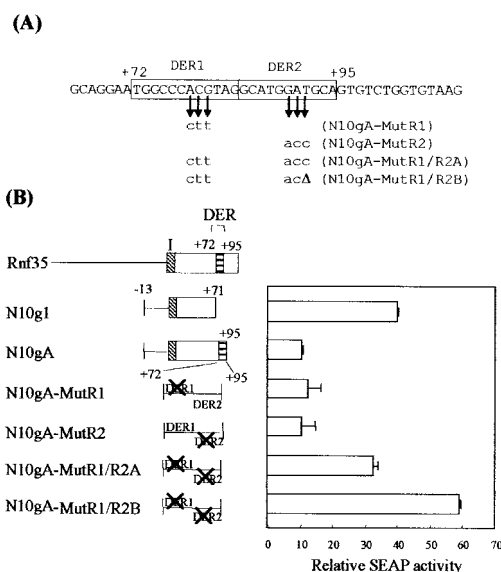 (A)
+72 DER1 DER2 +95
GCAGGAATGGCCCACGTAGGCATGGATGCAGTGTCTGGTGTAAG
ctt (N10gA-MutR1)
acc (N10gA-MutR2)
ctt acc (N10gA-MutR1/R2A)
ctt acΔ (N10gA-MutR1/R2B)
(B)
DER
I +72 +95
Rnf35
-13 +71
N10g1
+95
N10gA
+72 +95
N10gA-MutR1 DER1 DER2
N10gA-MutR2 DER1 DER2
N10gA-MutR1/R2A DER1 DER2
N10gA-MutR1/R2B DER1 DER2
0 10 20 30 40 50 60 70
Relative SEAP activity